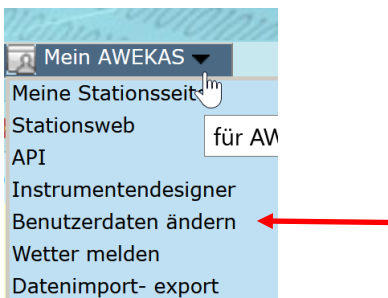 Mein AWEKAS
Meine Stationsseit
Stationsweb
für AW
API
Instrumentendesigner
Benutzerdaten ändern
Wetter melden
Datenimport- export